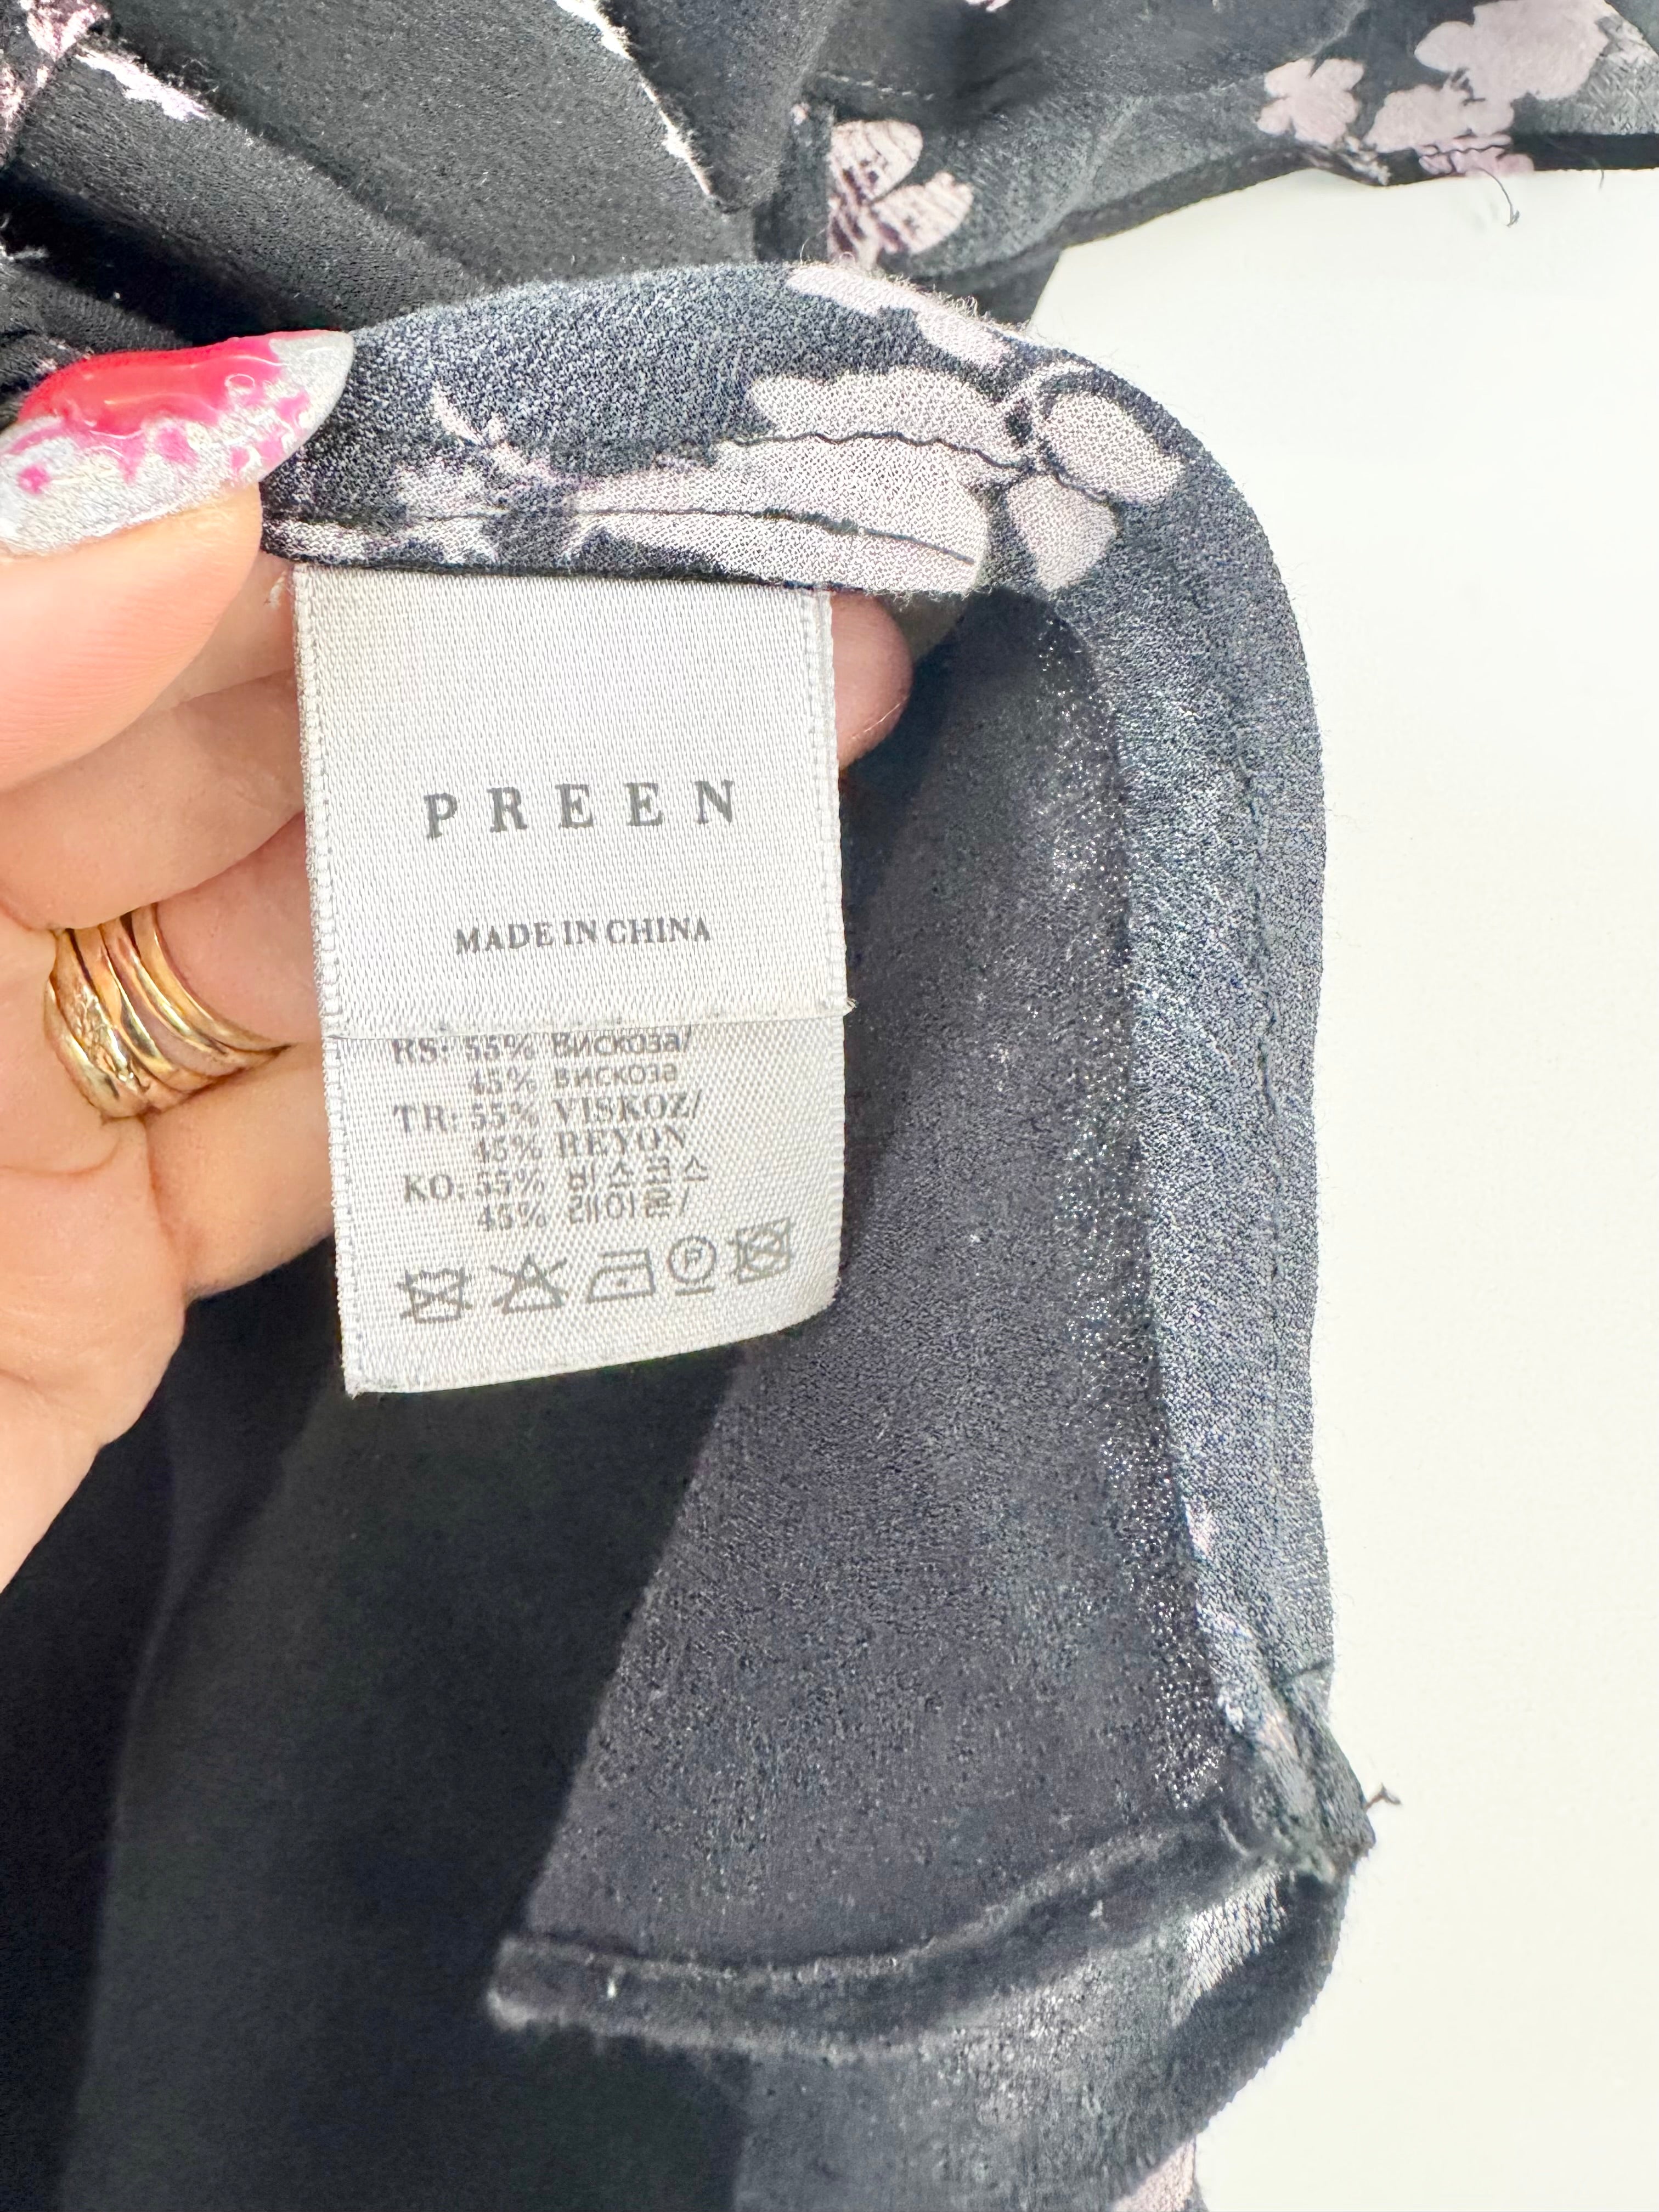 PREEN
MADE IN CHINA
RS: 55% Вискоза/
45% вискоза
TR: 55% VISKOZ/
45% REYON
KO: 55% 비스코스
45% 레이온/
P